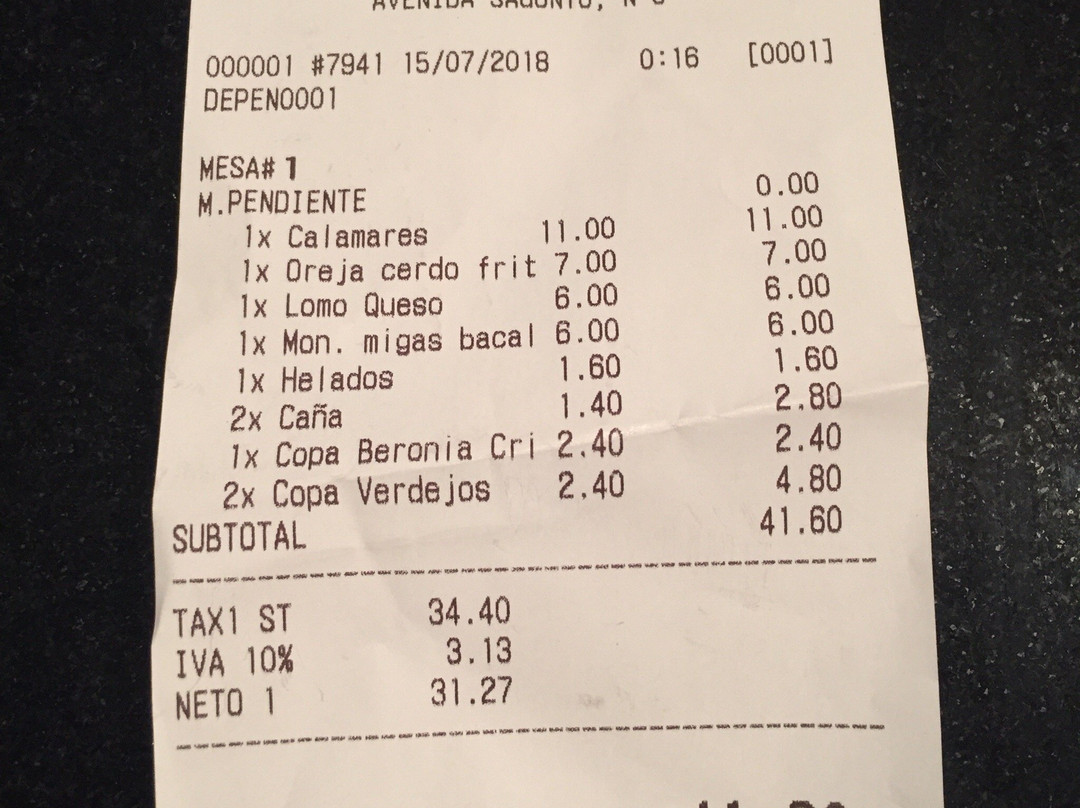 AVENIDA SAGUNTO, Nº
000001 #7941 15/07/2018 0:16 [0001]
DEPEN0001
MESA# 1
M.PENDIENTE 0.00
1x Calamares 11.00 11.00
1x Oreja cerdo frit 7.00 7.00
1x Lomo Queso 6.00 6.00
1x Mon. migas bacal 6.00 6.00
1x Helados 1.60 1.60
2x Caña 1.40 2.80
1x Copa Beronia Cri 2.40 2.40
2x Copa Verdejos 2.40 4.80
SUBTOTAL 41.60
TAX1 ST 34.40
IVA 10% 3.13
NETO 1 31.27